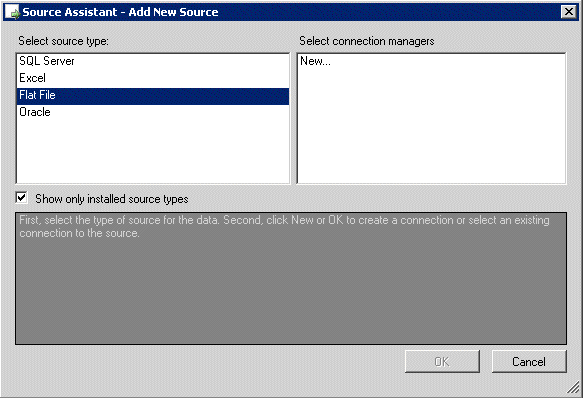 Source Assistant - Add New Source
Select source type:
Select connection managers
SQL Server
Excel
Flat File
Oracle
New...
Show only installed source types
First, select the type of source for the data. Second, click New or OK to create a connection or select an existing
connection to the source.
OK
Cancel